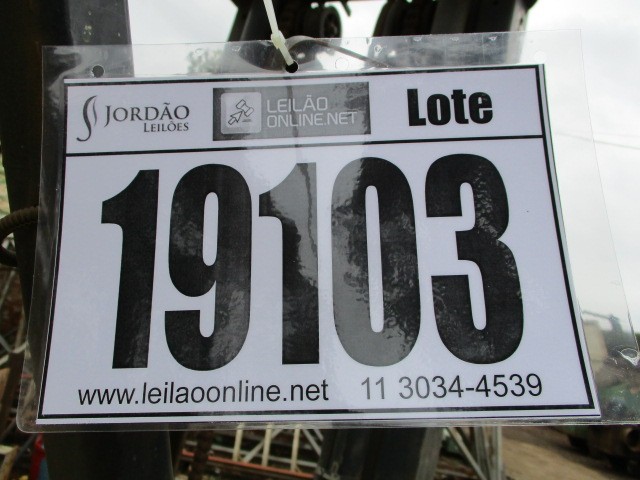 JORDÃO
LEILÕES
LEILÃO
ONLINE.NET
Lote
19103
www.leilaoonline.net 11 3034-4539